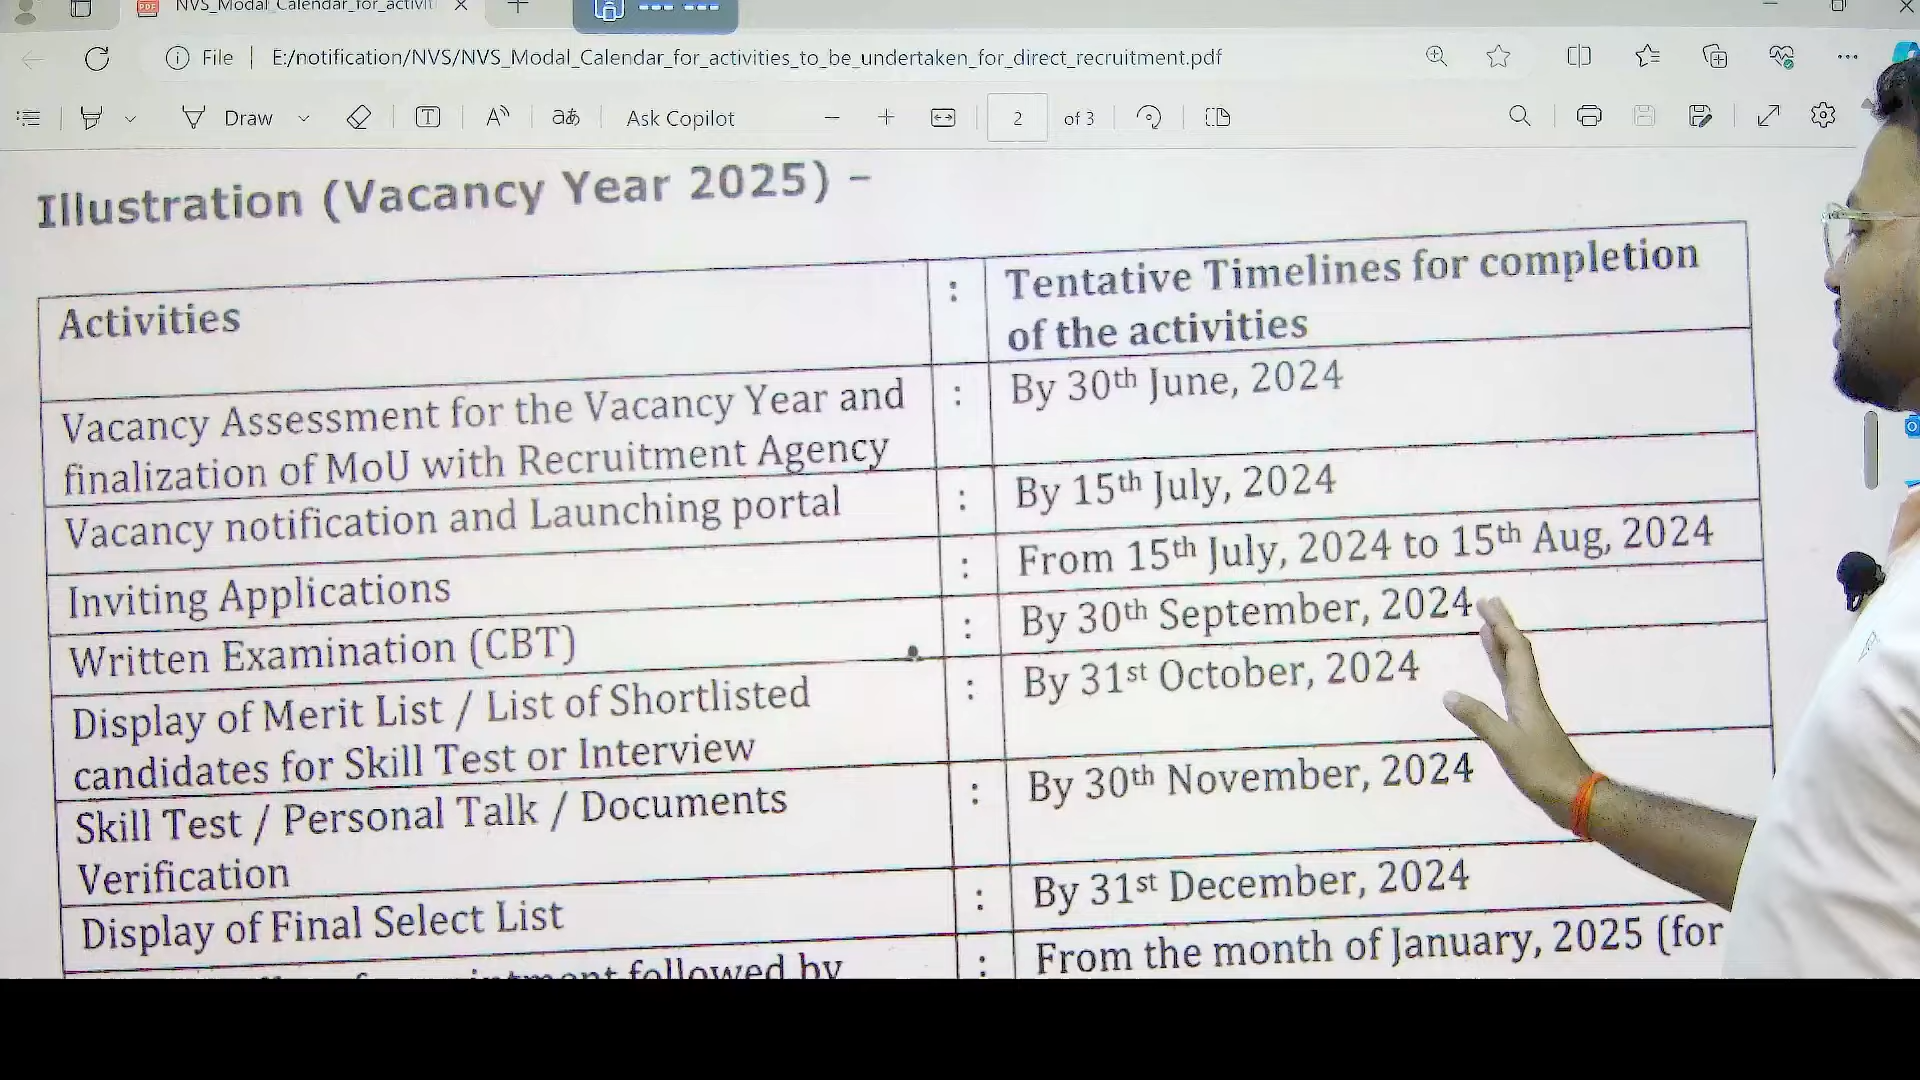 NVS_Modal_Calendar_for_activit
File
E:/notification/NVS/NVS_Modal_Calendar_for_activities_to_be_undertaken_for_direct_recruitment.pdf
Draw
Ask Copilot
2 of 3
Illustration (Vacancy Year 2025) –
Activities : Tentative Timelines for completion
of the activities
Vacancy Assessment for the Vacancy Year and : By 30th June, 2024
finalization of MoU with Recruitment Agency
Vacancy notification and Launching portal : By 15th July, 2024
Inviting Applications : From 15th July, 2024 to 15th Aug, 2024
Written Examination (CBT) : By 30th September, 2024
Display of Merit List / List of Shortlisted : By 31st October, 2024
candidates for Skill Test or Interview
Skill Test / Personal Talk / Documents : By 30th November, 2024
Verification
Display of Final Select List : By 31st December, 2024
followed by : From the month of January, 2025 (for